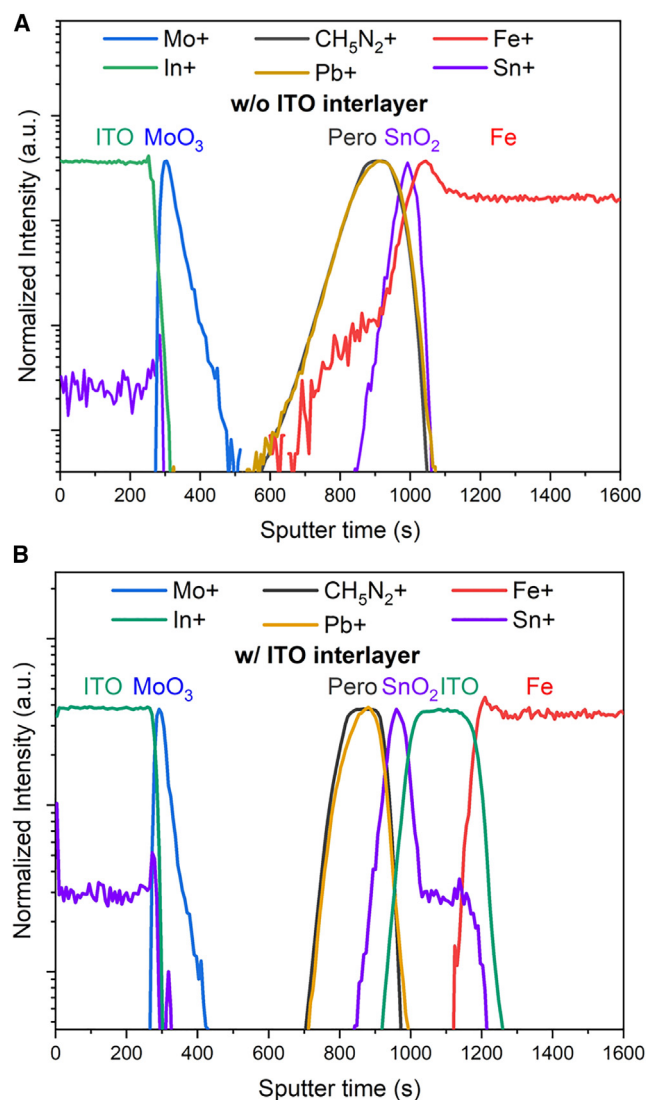 A
Mo+ CH₅N₂+ Fe+
In+ Pb+ Sn+
w/o ITO interlayer
ITO MoO₃ Pero SnO₂ Fe
Normalized Intensity (a.u.)
0 200 400 600 800 1000 1200 1400 1600
Sputter time (s)
B
Mo+ CH₅N₂+ Fe+
In+ Pb+ Sn+
w/ ITO interlayer
ITO MoO₃ Pero SnO₂ ITO Fe
Normalized Intensity (a.u.)
0 200 400 600 800 1000 1200 1400 1600
Sputter time (s)